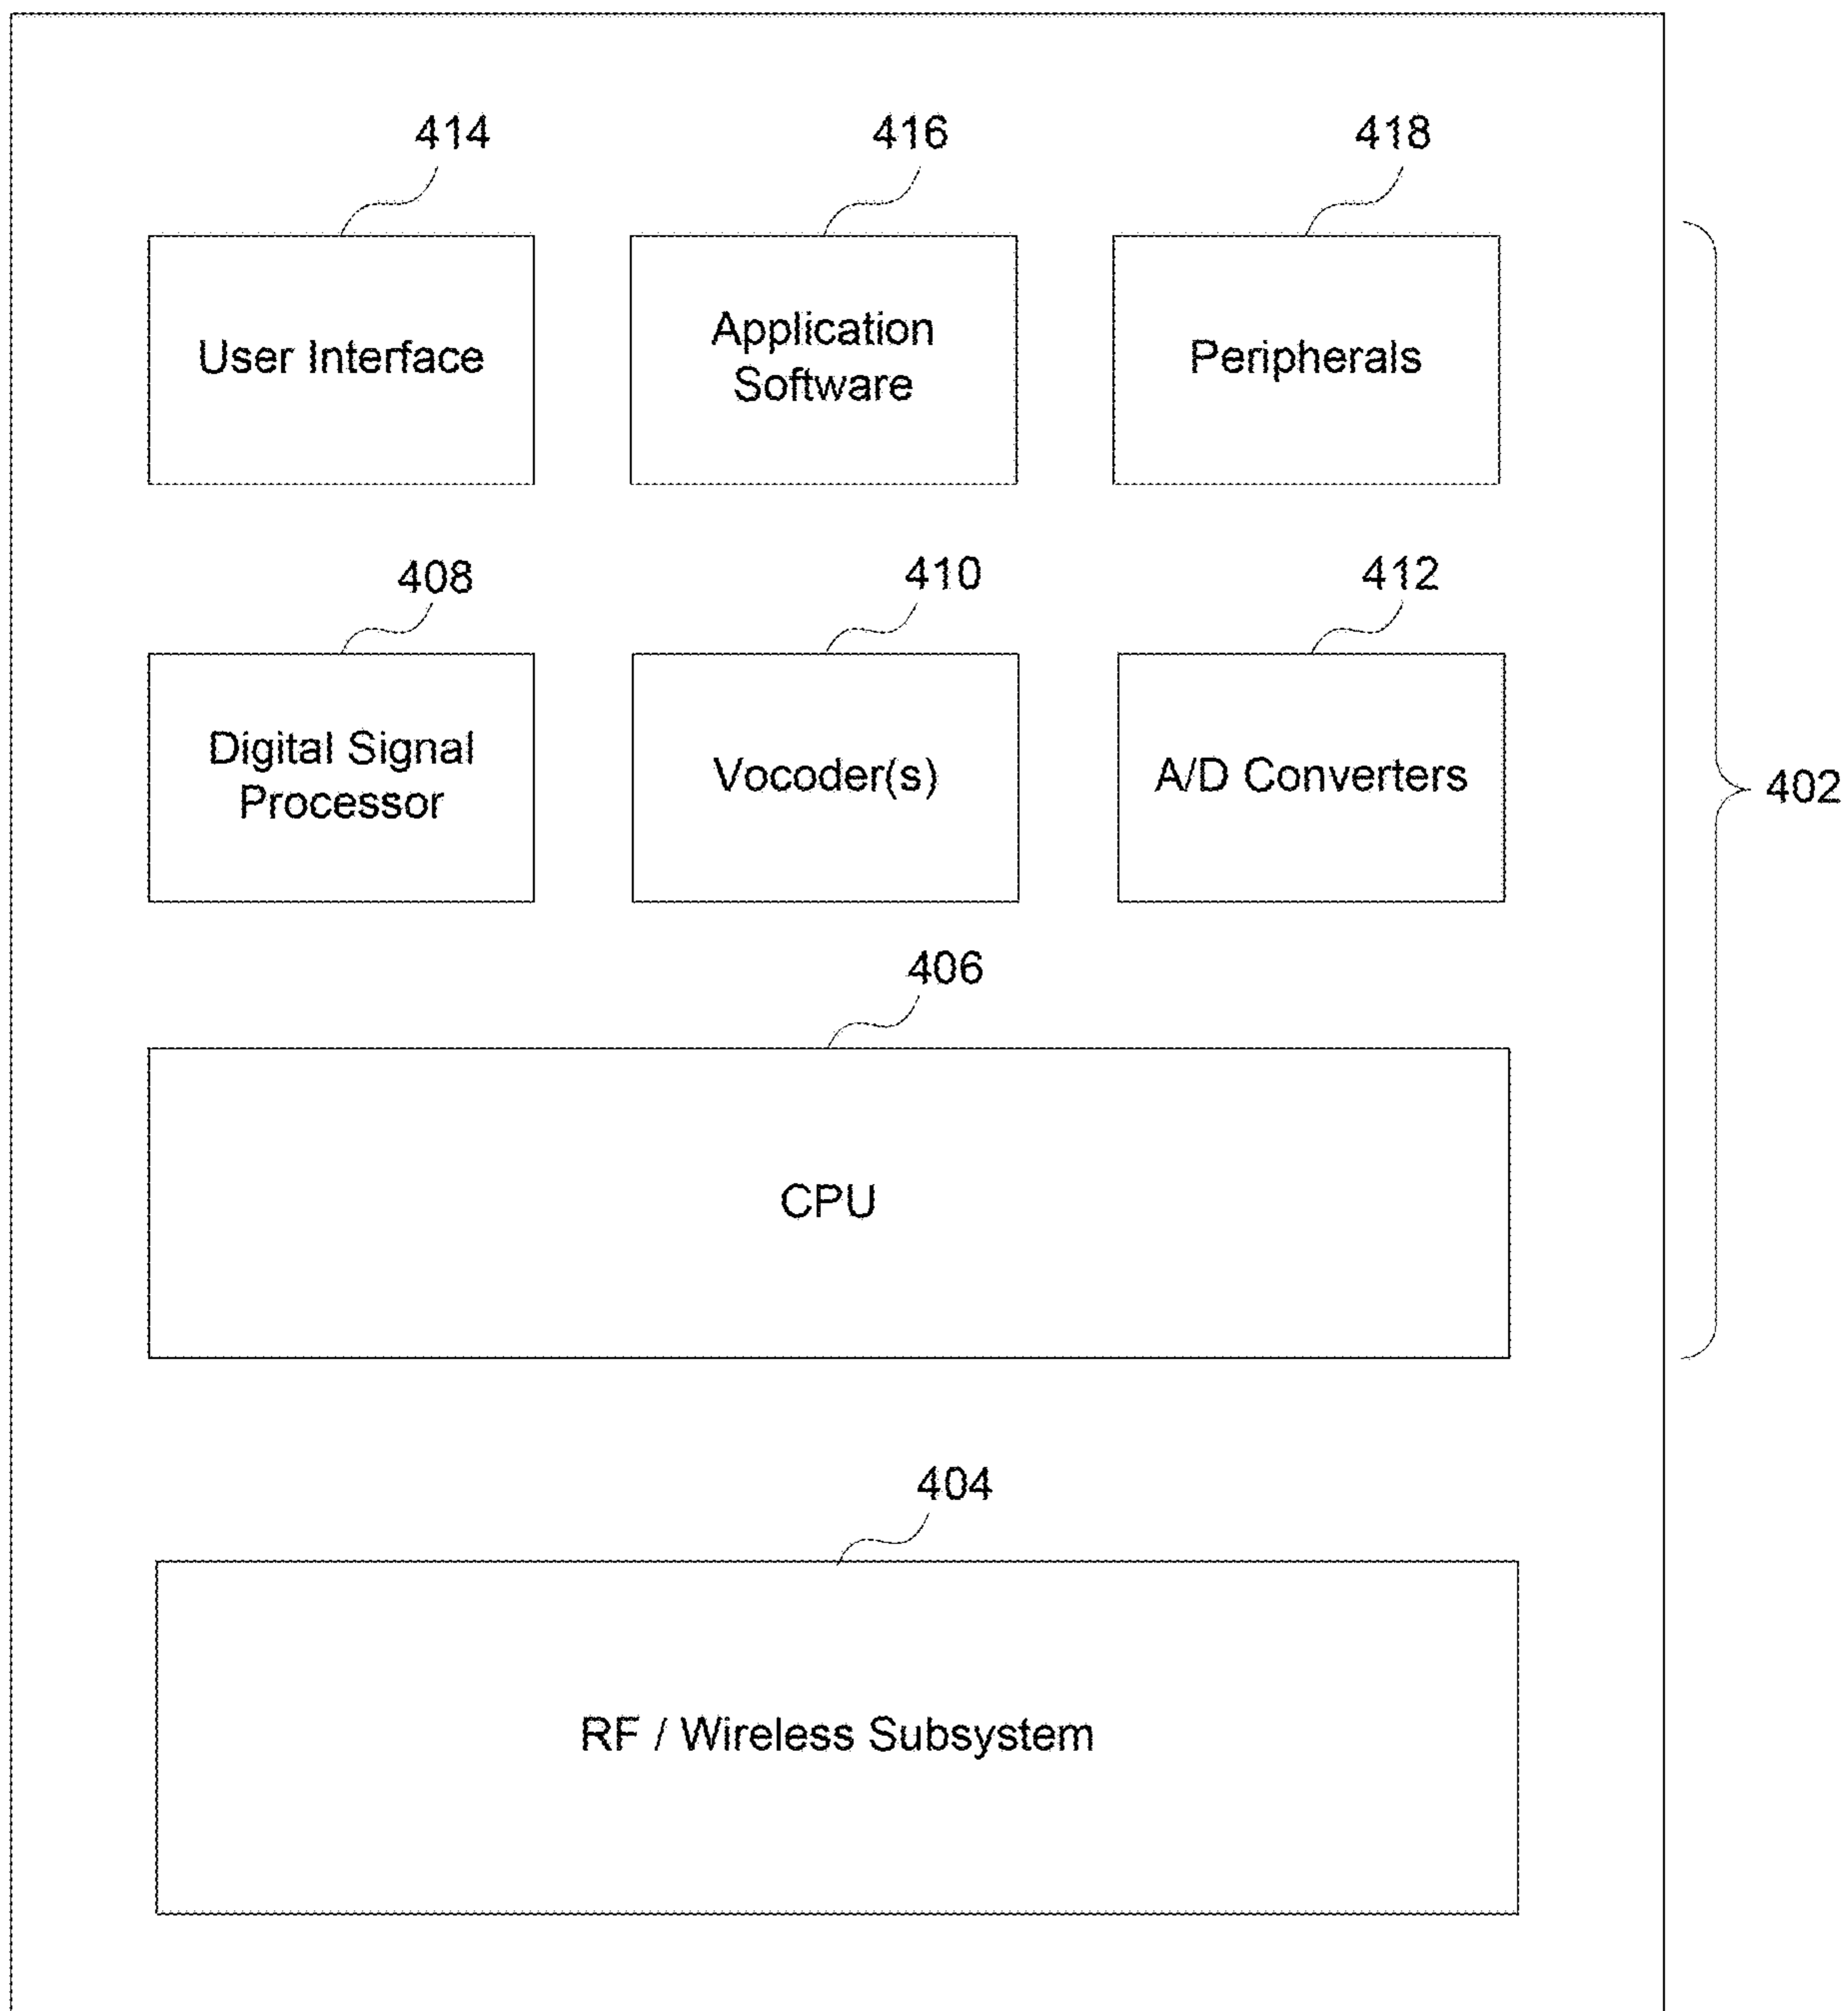 414
416
418
User Interface
Application
Software
Peripherals
408
410
412
Digital Signal
Processor
Vocoder(s)
A/D Converters
402
406
CPU
404
RF / Wireless Subsystem